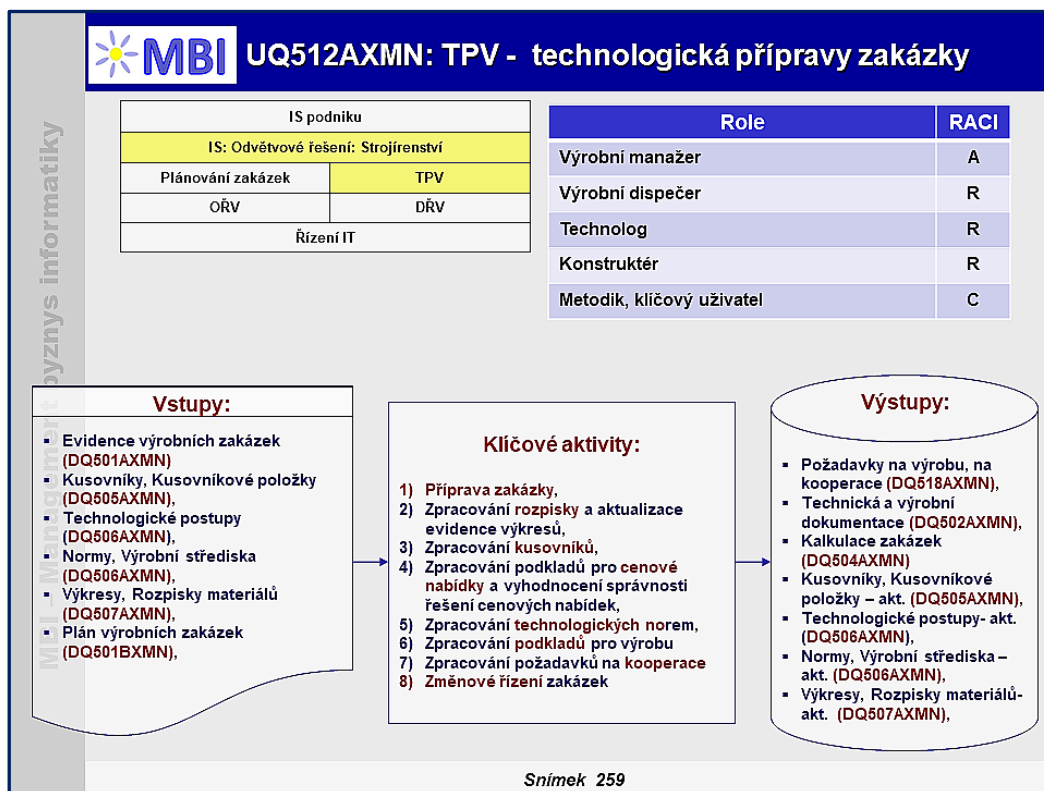 MBI
UQ512AXMN: TPV - technologická přípravy zakázky
MBI – Management byznys informatiky
IS podniku
IS: Odvětvové řešení: Strojírenství
Plánování zakázek TPV
OŘV DŘV
Řízení IT
Role RACI
Výrobní manažer A
Výrobní dispečer R
Technolog R
Konstruktér R
Metodik, klíčový uživatel C
Vstupy:
▪ Evidence výrobních zakázek
(DQ501AXMN)
▪ Kusovníky, Kusovníkové položky
(DQ505AXMN),
▪ Technologické postupy
(DQ506AXMN),
▪ Normy, Výrobní střediska
(DQ506AXMN),
▪ Výkresy, Rozpisky materiálů
(DQ507AXMN),
▪ Plán výrobních zakázek
(DQ501BXMN),
Klíčové aktivity:
1) Příprava zakázky,
2) Zpracování rozpisky a aktualizace
evidence výkresů,
3) Zpracování kusovníků,
4) Zpracování podkladů pro cenové
nabídky a vyhodnocení správnosti
řešení cenových nabídek,
5) Zpracování technologických norem,
6) Zpracování podkladů pro výrobu
7) Zpracování požadavků na kooperace
8) Změnové řízení zakázek
Výstupy:
▪ Požadavky na výrobu, na
kooperace (DQ518AXMN),
▪ Technická a výrobní
dokumentace (DQ502AXMN),
▪ Kalkulace zakázek
(DQ504AXMN)
▪ Kusovníky, Kusovníkové
položky – akt. (DQ505AXMN),
▪ Technologické postupy- akt.
(DQ506AXMN),
▪ Normy, Výrobní střediska –
akt. (DQ506AXMN),
▪ Výkresy, Rozpisky materiálů-
akt. (DQ507AXMN),
Snímek 259